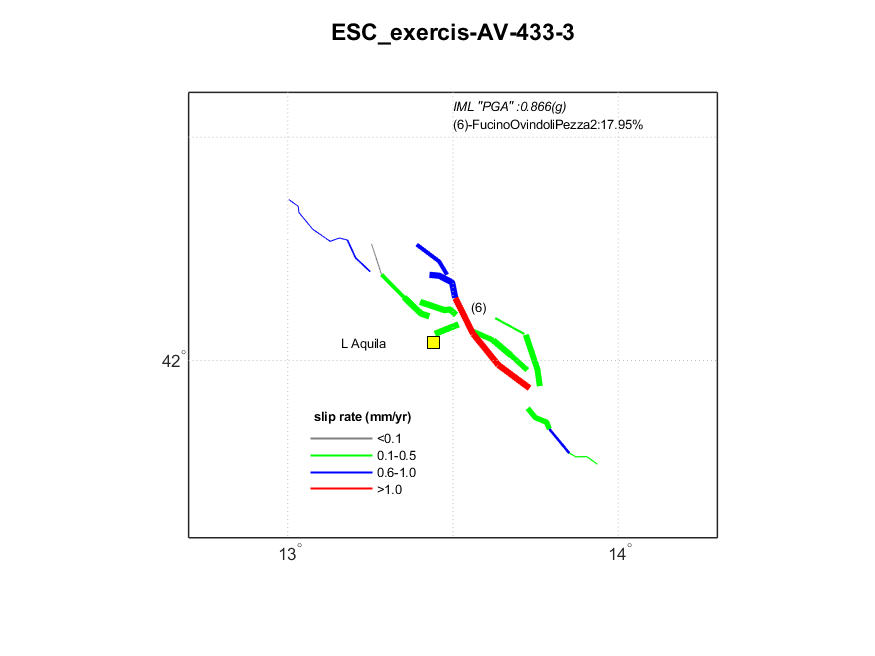 ESC_exercis-AV-433-3
IML "PGA" :0.866(g)
(6)-FucinoOvindoliPezza2:17.95%
(6)
L Aquila
42°
slip rate (mm/yr)
<0.1
0.1-0.5
0.6-1.0
>1.0
13°
14°